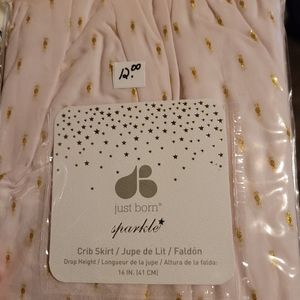 12.00
just born®
sparkle
Crib Skirt / Jupe de Lit / Faldón
Drop Height / Longueur de la jupe / Altura de la falda:
16 IN. (41 CM)